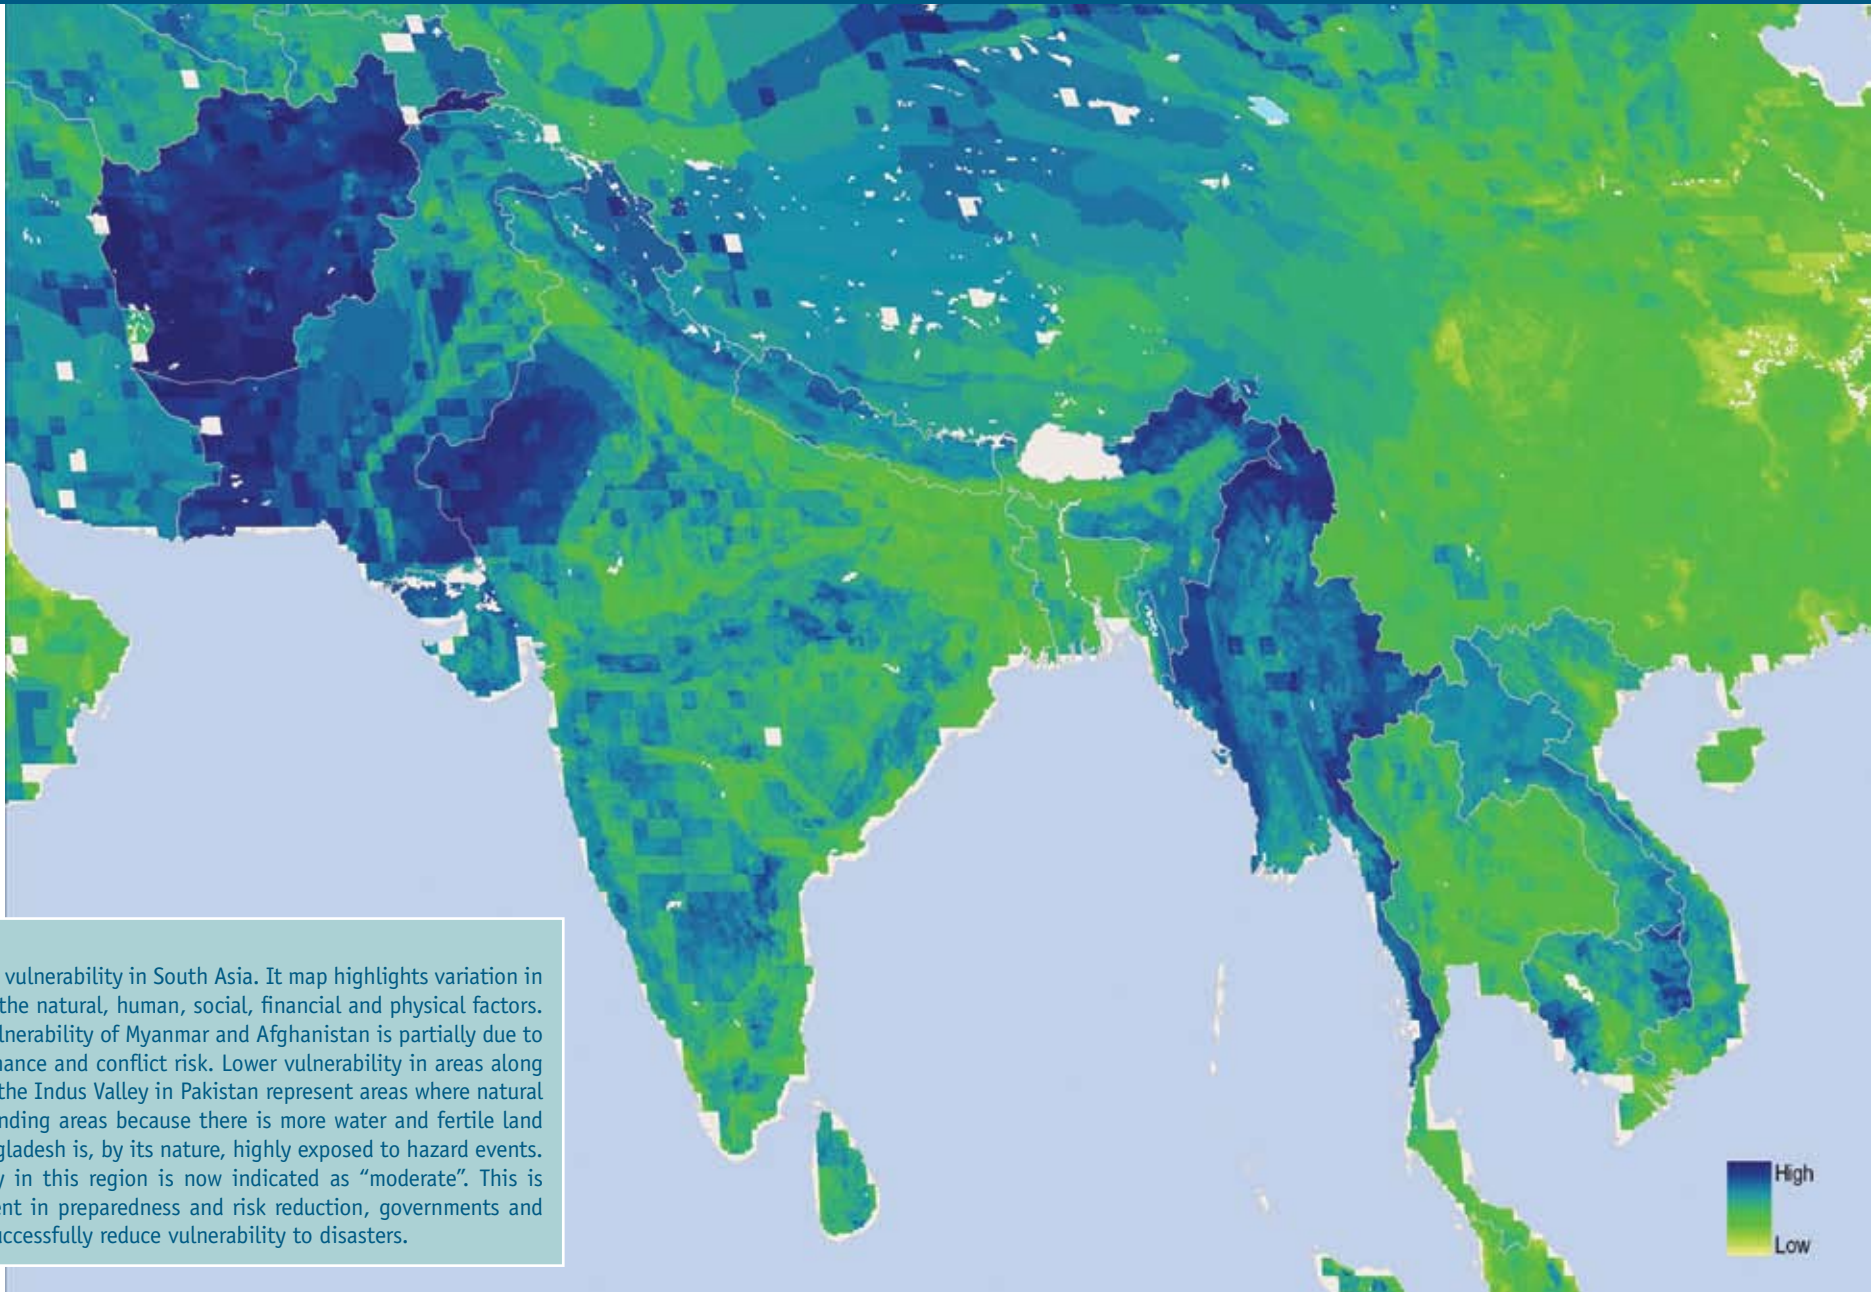 vulnerability in South Asia. It map highlights variation in
the natural, human, social, financial and physical factors.
lnerability of Myanmar and Afghanistan is partially due to
nance and conflict risk. Lower vulnerability in areas along
the Indus Valley in Pakistan represent areas where natural
nding areas because there is more water and fertile land
gladesh is, by its nature, highly exposed to hazard events.
y in this region is now indicated as “moderate”. This is
ent in preparedness and risk reduction, governments and
uccessfully reduce vulnerability to disasters.
High
Low